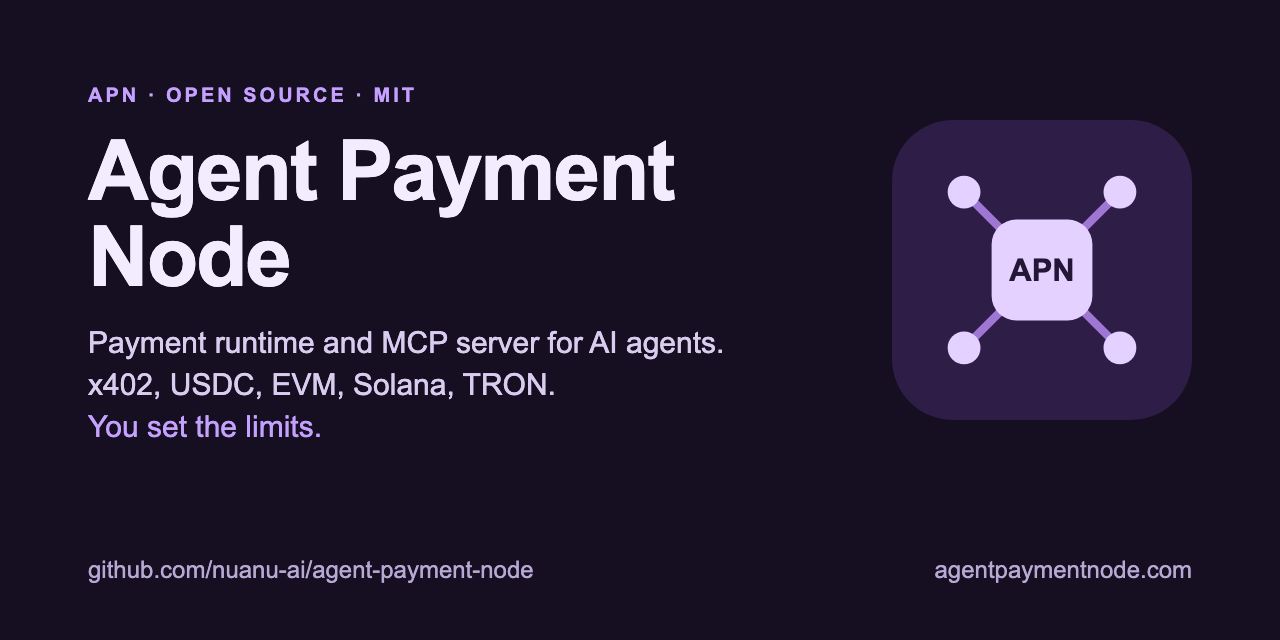 APN · OPEN SOURCE · MIT
Agent Payment
Node
Payment runtime and MCP server for AI agents.
x402, USDC, EVM, Solana, TRON.
You set the limits.
APN
github.com/nuanu-ai/agent-payment-node
agentpaymentnode.com